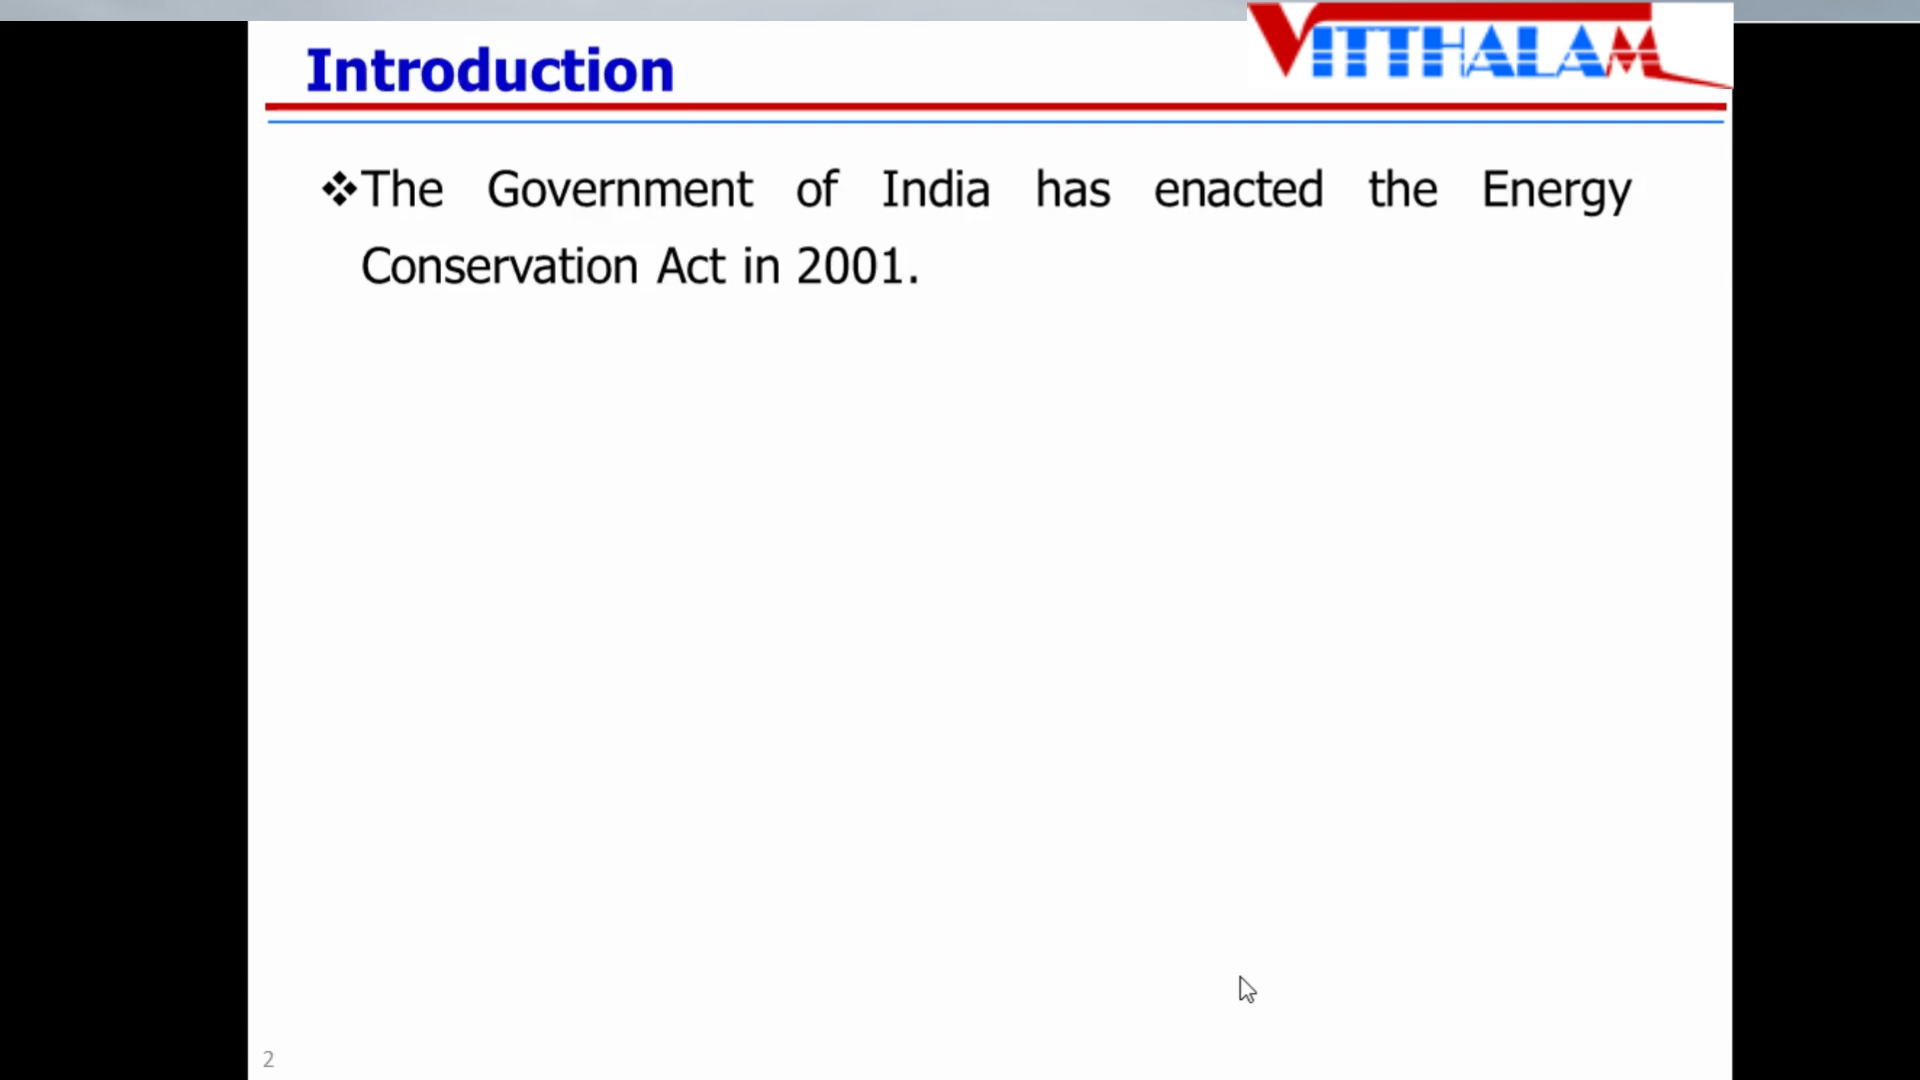 VITTHALAM
Introduction
❖The Government of India has enacted the Energy
Conservation Act in 2001.
2